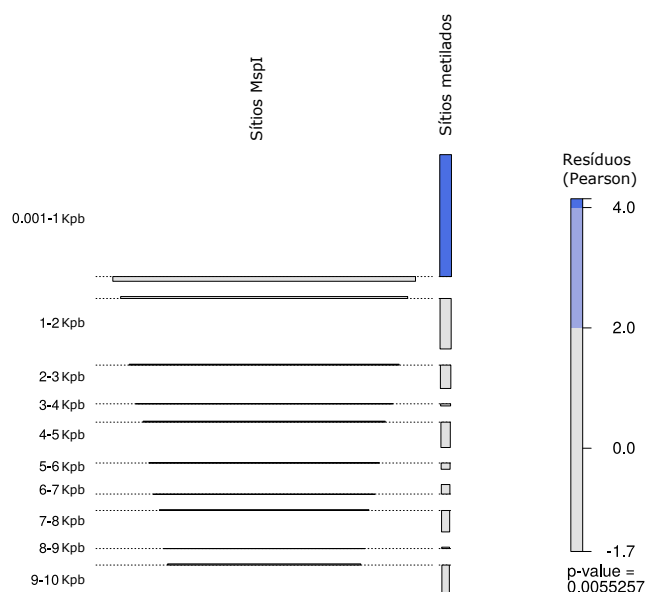 Sítios MspI
Sítios metilados
0.001-1 Kpb
1-2 Kpb
2-3 Kpb
3-4 Kpb
4-5 Kpb
5-6 Kpb
6-7 Kpb
7-8 Kpb
8-9 Kpb
9-10 Kpb
Resíduos
(Pearson)
4.0
2.0
0.0
-1.7
p-value =
0.0055257